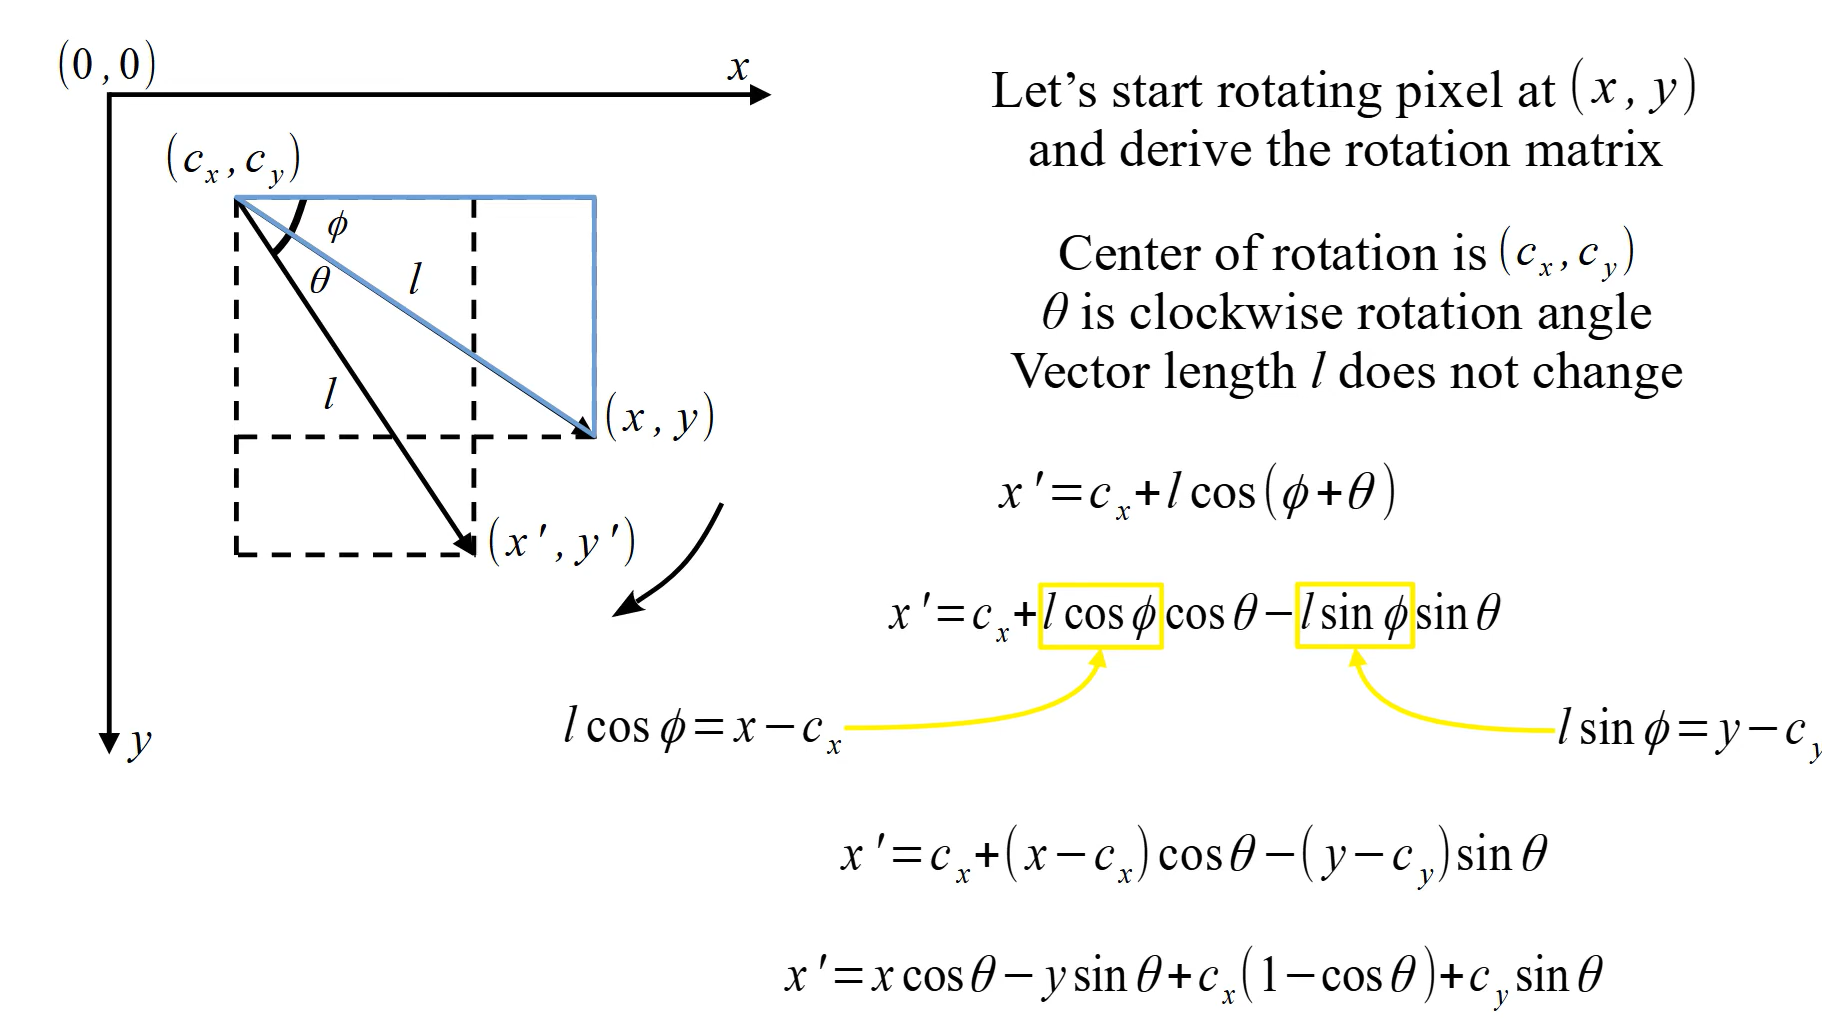 (0,0)
x
(c_x, c_y)
ϕ
θ
l
l
(x, y)
(x', y')
y
Let's start rotating pixel at (x, y)
and derive the rotation matrix
Center of rotation is (c_x, c_y)
θ is clockwise rotation angle
Vector length l does not change
x'=c_x+l cos(ϕ+θ)
x'=c_x+l cos ϕ cos θ−l sin ϕ sin θ
l cos ϕ=x−c_x
l sin ϕ=y−c_y
x'=c_x+(x−c_x) cos θ−(y−c_y) sin θ
x'=x cos θ−y sin θ+c_x(1−cos θ)+c_y sin θ